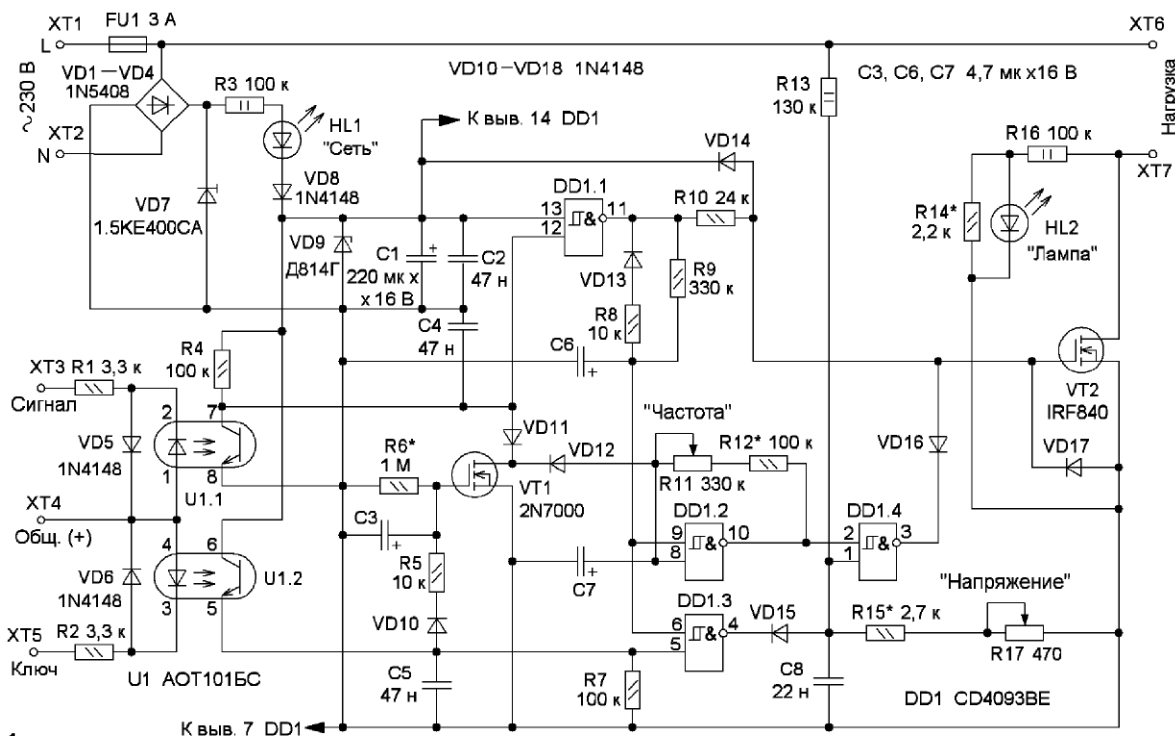 XT1
FU1 3 А
L
~230 В
XT2
N
VD1−VD4
1N5408
R3 100 к
HL1
"Сеть"
VD8
1N4148
VD7
1.5KE400CA
VD10−VD18 1N4148
К выв. 14 DD1
C3, C6, C7 4,7 мк х16 В
XT6
Нагрузка
XT7
R13
130 к
R16 100 к
R14*
2,2 к
HL2
"Лампа"
VD14
DD1.1
13
12
&
11
R10 24 к
VD9
Д814Г
C1
+
220 мк х
х 16 В
C2
47 н
VD13
R9
330 к
R8
10 к
C4
47 н
C6
+
R4
100 к
XT3
R1 3,3 к
Сигнал
VD5
1N4148
2
7
1
8
U1.1
XT4
Общ. (+)
VD6
1N4148
4
6
3
5
U1.2
XT5
R2 3,3 к
Ключ
U1 АОТ101БС
R6*
1 М
VD11
VD12
VT1
2N7000
C3
+
R5
10 к
VD10
C5
47 н
C7
+
"Частота"
R12* 100 к
R11 330 к
DD1.2
9
8
&
10
DD1.3
6
5
&
4
R7
100 к
VD15
DD1.4
2
1
&
3
VD16
VT2
IRF840
VD17
"Напряжение"
R15* 2,7 к
R17 470
C8
22 н
DD1 CD4093BE
К выв. 7 DD1